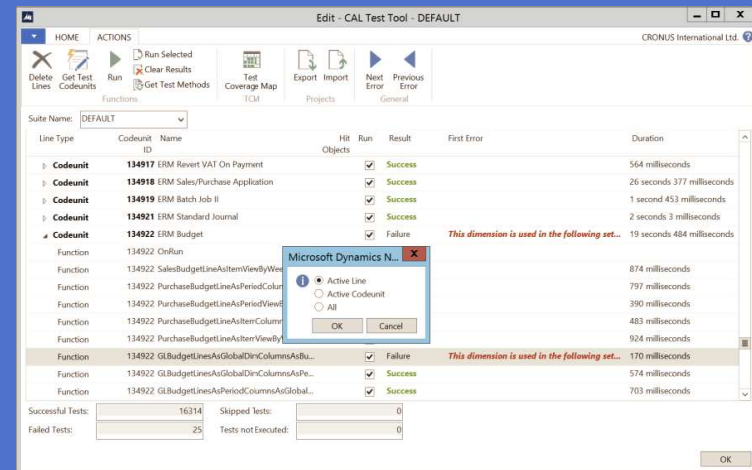 Edit - CAL Test Tool - DEFAULT
HOME ACTIONS CRONUS International Ltd.
Delete Lines
Get Test Codeunits
Run
Run Selected
Clear Results
Get Test Methods
Test Coverage Map
Export Import
Next Error
Previous Error
Functions TCM Projects General
Suite Name: DEFAULT
Line Type Codeunit ID Name Hit Objects Run Result First Error Duration
Codeunit 134917 ERM Revert VAT On Payment Success 564 milliseconds
Codeunit 134918 ERM Sales/Purchase Application Success 26 seconds 377 milliseconds
Codeunit 134919 ERM Batch Job II Success 1 second 453 milliseconds
Codeunit 134921 ERM Standard Journal Success 2 seconds 3 milliseconds
Codeunit 134922 ERM Budget Failure This dimension is used in the following set... 19 seconds 484 milliseconds
Function 134922 OnRun
Function 134922 SalesBudgetLineAsItemViewByWee 874 milliseconds
Function 134922 PurchaseBudgetLineAsPeriodColun 797 milliseconds
Function 134922 PurchaseBudgetLineAsPeriodViewB 390 milliseconds
Function 134922 PurchaseBudgetLineAsItemColumn 483 milliseconds
Function 134922 PurchaseBudgetLineAsItemViewBy 924 milliseconds
Function 134922 GLBudgetLinesAsGlobalDimColumnsAsBu... Failure This dimension is used in the following set... 170 milliseconds
Function 134922 GLBudgetLinesAsGlobalDimColumnsAsPe... Success 574 milliseconds
Function 134922 GLBudgetLinesAsPeriodCoumnsAsGlobal... Success 703 milliseconds
Microsoft Dynamics N...
Active Line
Active Codeunit
All
OK Cancel
Successful Tests: 16314 Skipped Tests: 0
Failed Tests: 25 Tests not Executed: 0
OK